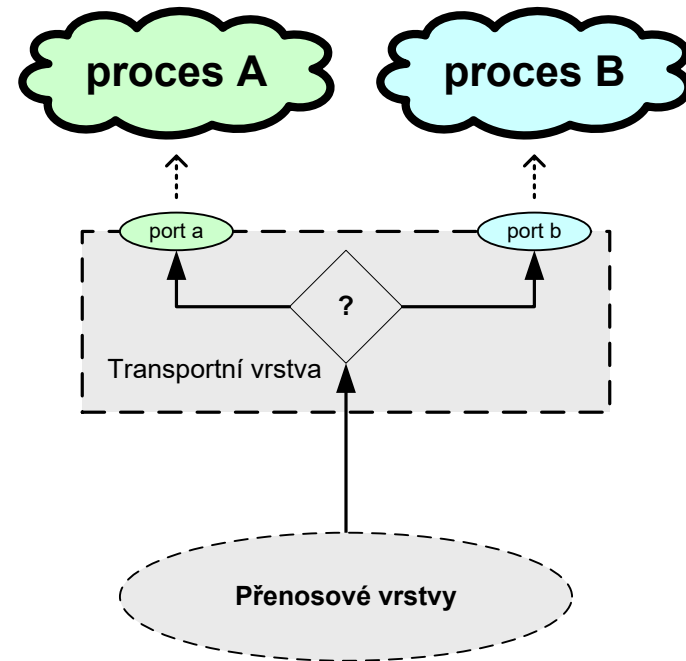 proces A
proces B
port a
port b
?
Transportní vrstva
Přenosové vrstvy